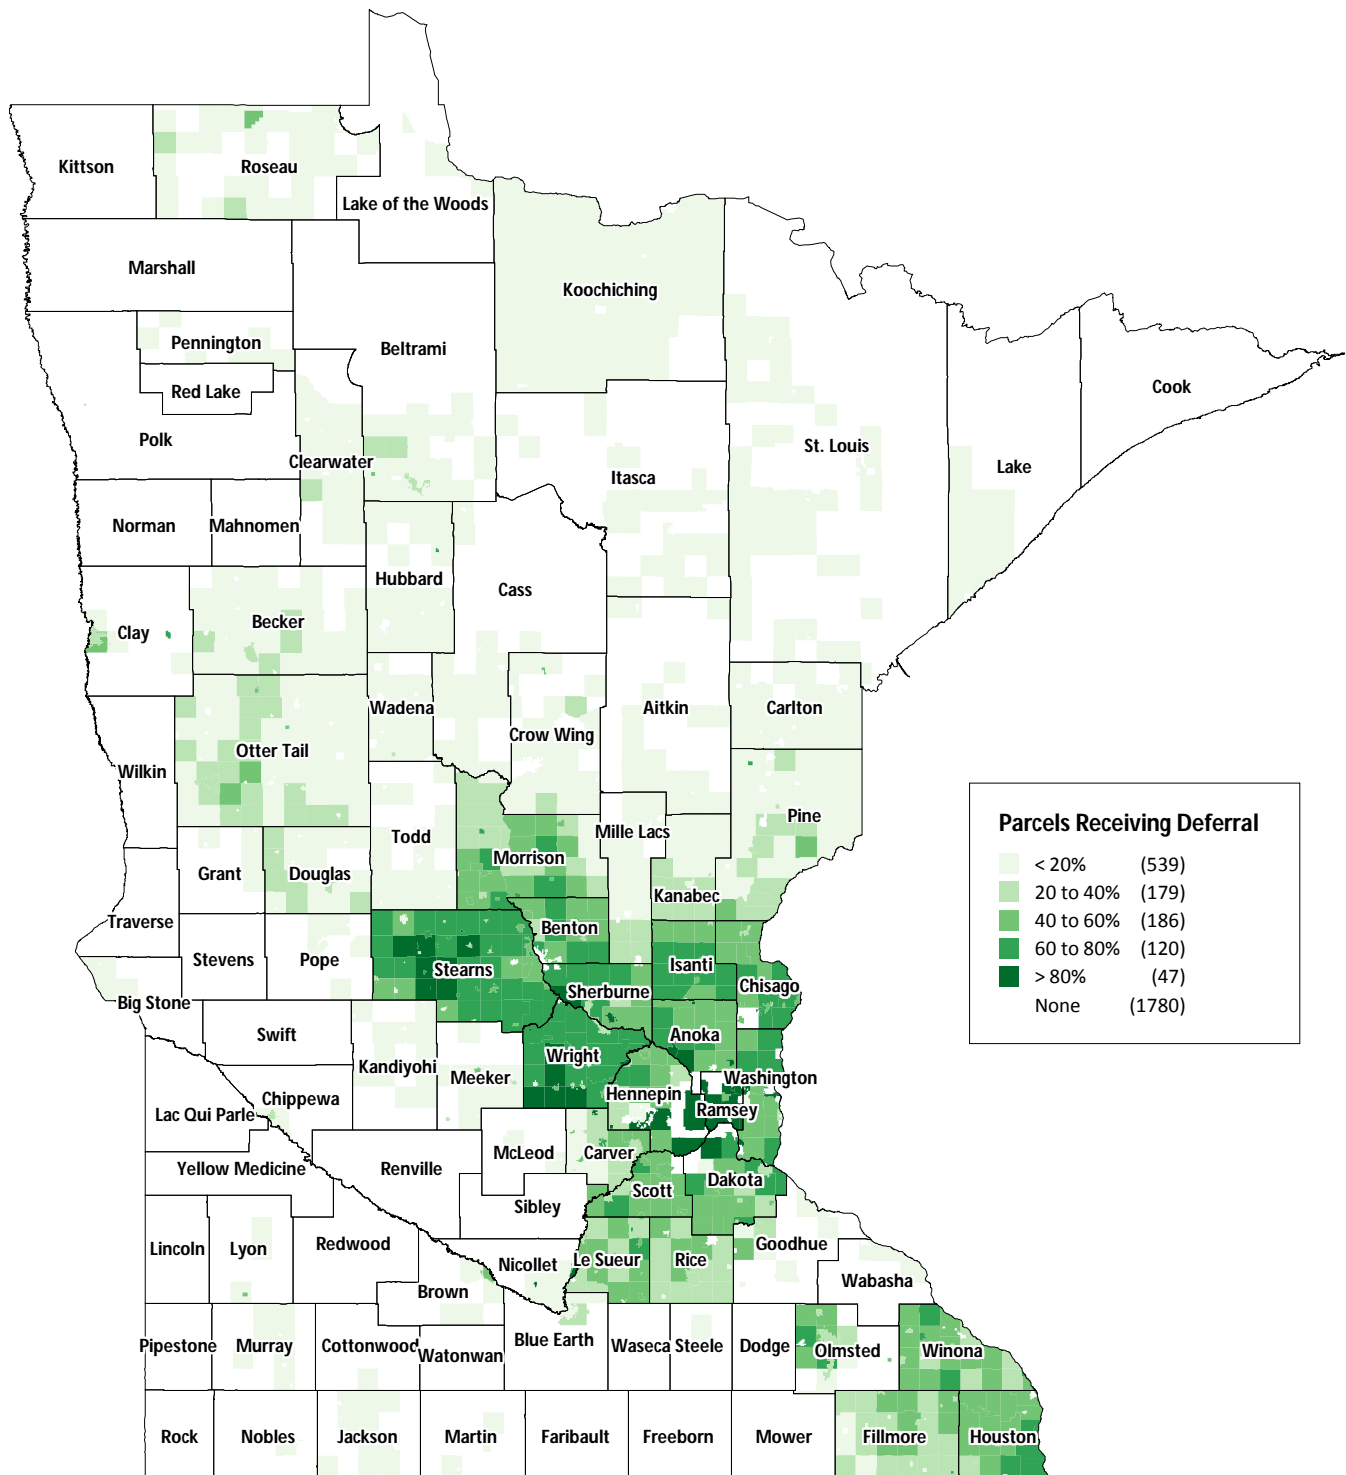 Kittson
Roseau
Lake of the Woods
Marshall
Koochiching
Pennington
Beltrami
Red Lake
Cook
Polk
St. Louis
Clearwater
Lake
Itasca
Norman
Mahnomen
Hubbard
Cass
Becker
Clay
Wadena
Aitkin
Carlton
Crow Wing
Otter Tail
Wilkin
Pine
Mille Lacs
Todd
Morrison
Grant
Douglas
Kanabec
Traverse
Benton
Stevens
Pope
Stearns
Isanti
Chisago
Sherburne
Big Stone
Swift
Anoka
Wright
Kandiyohi
Meeker
Washington
Hennepin
Chippewa
Ramsey
Lac Qui Parle
McLeod
Carver
Yellow Medicine
Renville
Dakota
Scott
Sibley
Lincoln
Lyon
Redwood
Goodhue
Nicollet
Le Sueur
Rice
Wabasha
Brown
Pipestone
Murray
Cottonwood
Watonwan
Blue Earth
Waseca
Steele
Dodge
Olmsted
Winona
Rock
Nobles
Jackson
Martin
Faribault
Freeborn
Mower
Fillmore
Houston
Parcels Receiving Deferral
< 20% (539)
20 to 40% (179)
40 to 60% (186)
60 to 80% (120)
> 80% (47)
None (1780)